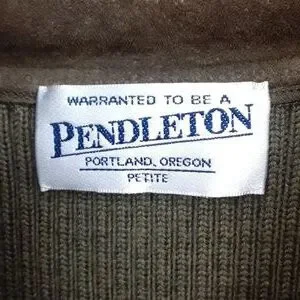 WARRANTED TO BE A
PENDLETON
PORTLAND, OREGON
PETITE